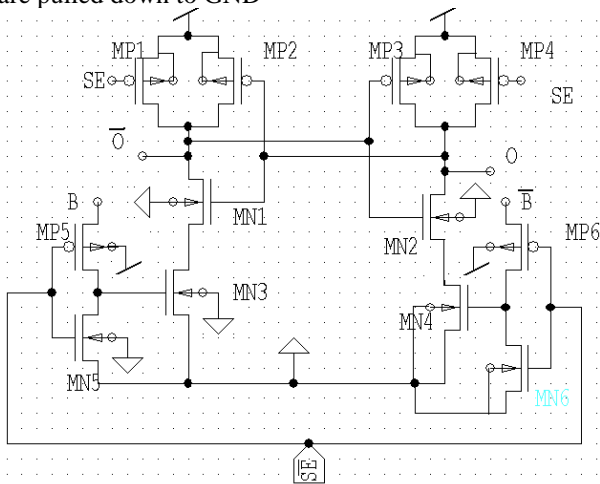 are pulled down to GND
MP1 MP2 MP3 MP4
SE SE
O̅ O
B B̅
MP5 MN1 MN2 MP6
MN3 MN4
MN5 MN6
S̅E̅